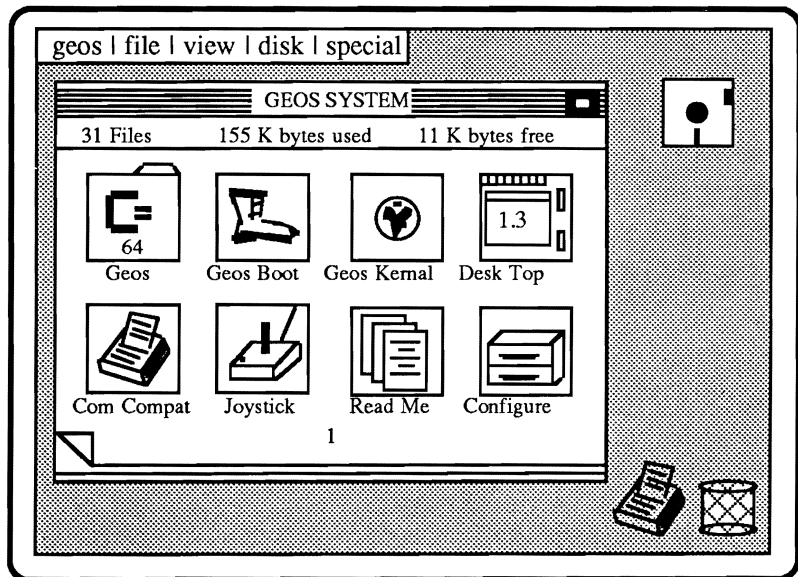 geos | file | view | disk | special
GEOS SYSTEM
31 Files 155 K bytes used 11 K bytes free
64
1.3
Geos Geos Boot Geos Kernal Desk Top
Com Compat Joystick Read Me Configure
1